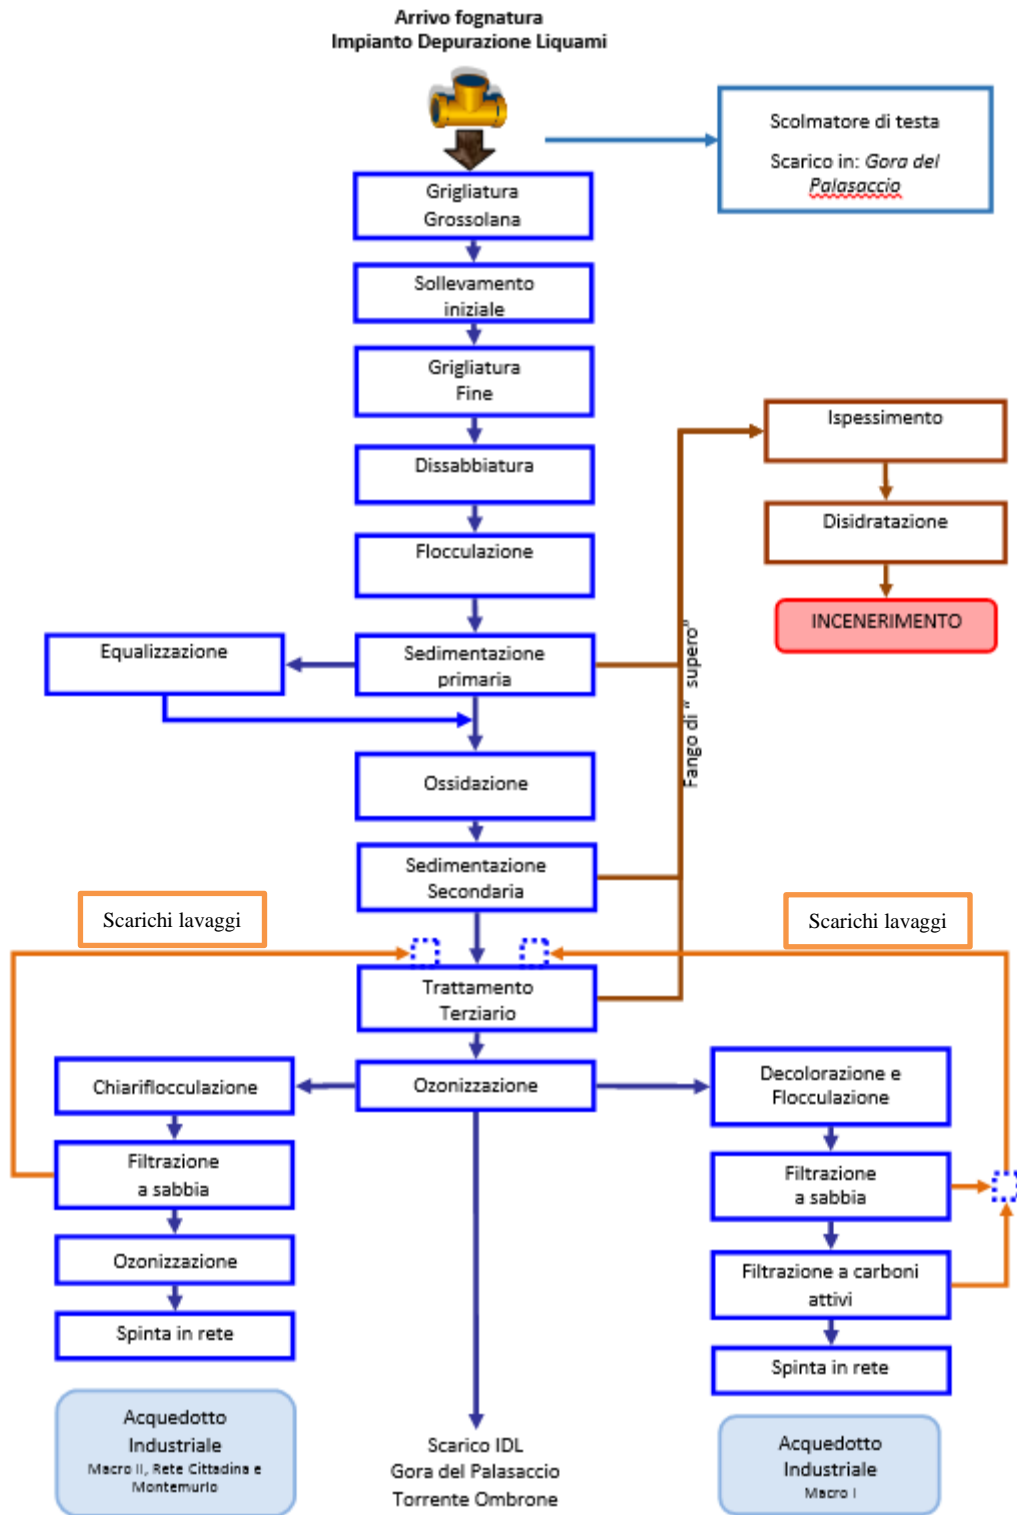 Arrivo fognatura
Impianto Depurazione Liquami
Scolmatore di testa
Scarico in: Gora del
Palasaccio
Grigliatura
Grossolana
Sollevamento
iniziale
Grigliatura
Fine
Dissabbiatura
Flocculazione
Equalizzazione
Sedimentazione
primaria
Ossidazione
Sedimentazione
Secondaria
Ispessimento
Disidratazione
INCENERIMENTO
Fango di “ supero”
Scarichi lavaggi
Scarichi lavaggi
Trattamento
Terziario
Ozonizzazione
Chiariflocculazione
Filtrazione
a sabbia
Ozonizzazione
Spinta in rete
Acquedotto
Industriale
Macro II, Rete Cittadina e
Montemurlo
Scarico IDL
Gora del Palasaccio
Torrente Ombrone
Decolorazione e
Flocculazione
Filtrazione
a sabbia
Filtrazione a carboni
attivi
Spinta in rete
Acquedotto
Industriale
Macro I